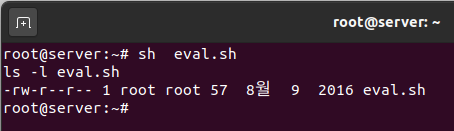 root@server: ~
root@server:~# sh  eval.sh
ls -l eval.sh
-rw-r--r-- 1 root root 57  8월  9  2016 eval.sh
root@server:~#